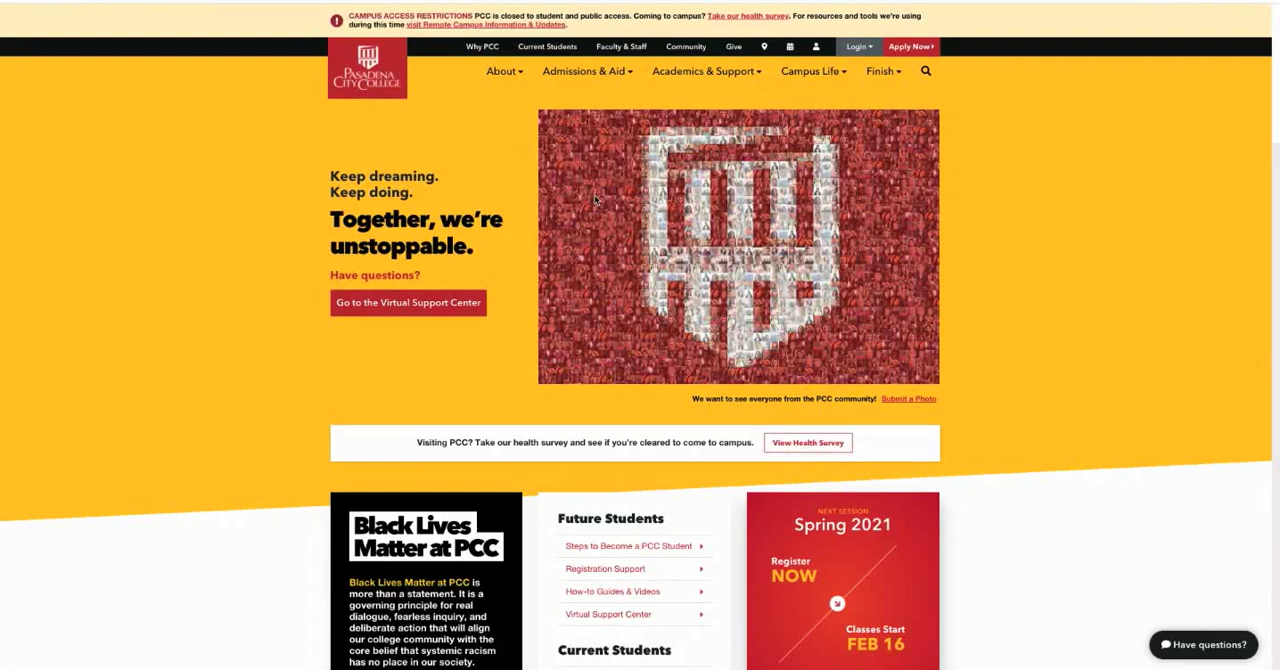 CAMPUS ACCESS RESTRICTIONS PCC is closed to student and public access. Coming to campus? Take our health survey. For resources and tools we're using
during this time visit Remote Campus Information & Updates.
Why PCC Current Students Faculty & Staff Community Give Login Apply Now
PASADENA
CITY COLLEGE
About Admissions & Aid Academics & Support Campus Life Finish
Keep dreaming.
Keep doing.
Together, we're
unstoppable.
Have questions?
Go to the Virtual Support Center
We want to see everyone from the PCC community! Submit a Photo
Visiting PCC? Take our health survey and see if you're cleared to come to campus. View Health Survey
Black Lives
Matter at PCC
Black Lives Matter at PCC is
more than a statement. It is a
governing principle for real
dialogue, fearless inquiry, and
deliberate action that will align
our college community with the
core belief that systemic racism
has no place in our society.
Future Students
Steps to Become a PCC Student
Registration Support
How-to Guides & Videos
Virtual Support Center
Current Students
NEXT SESSION
Spring 2021
Register
NOW
Classes Start
FEB 16
Have questions?